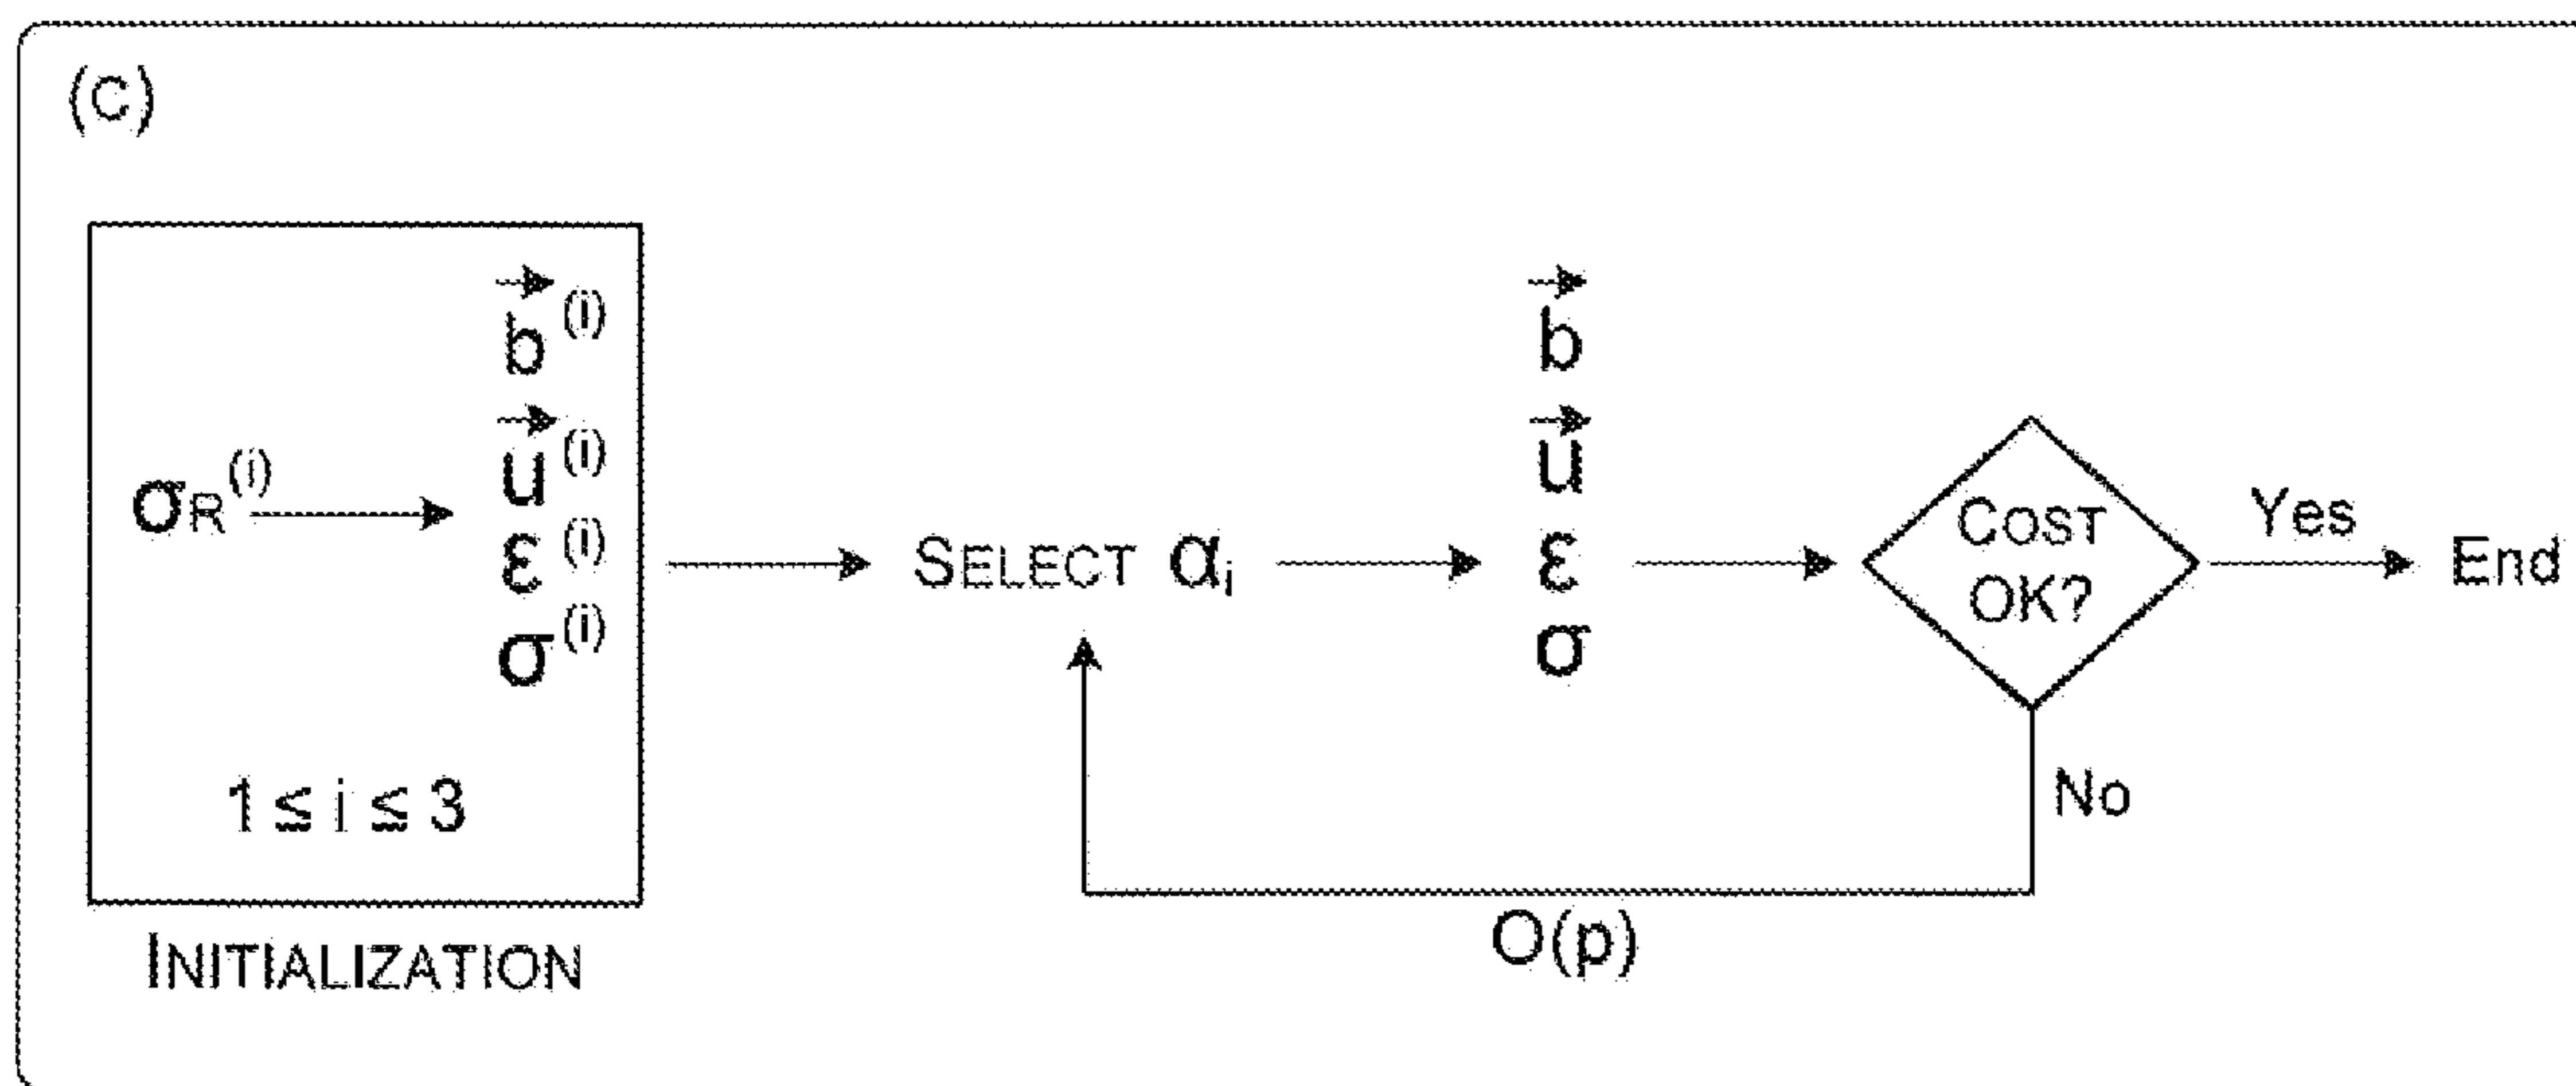 (c)
σR(i)
b(i)
u(i)
ε(i)
σ(i)
1 ≤ i ≤ 3
INITIALIZATION
SELECT αi
b
u
ε
σ
COST
OK?
Yes
End
No
O(p)